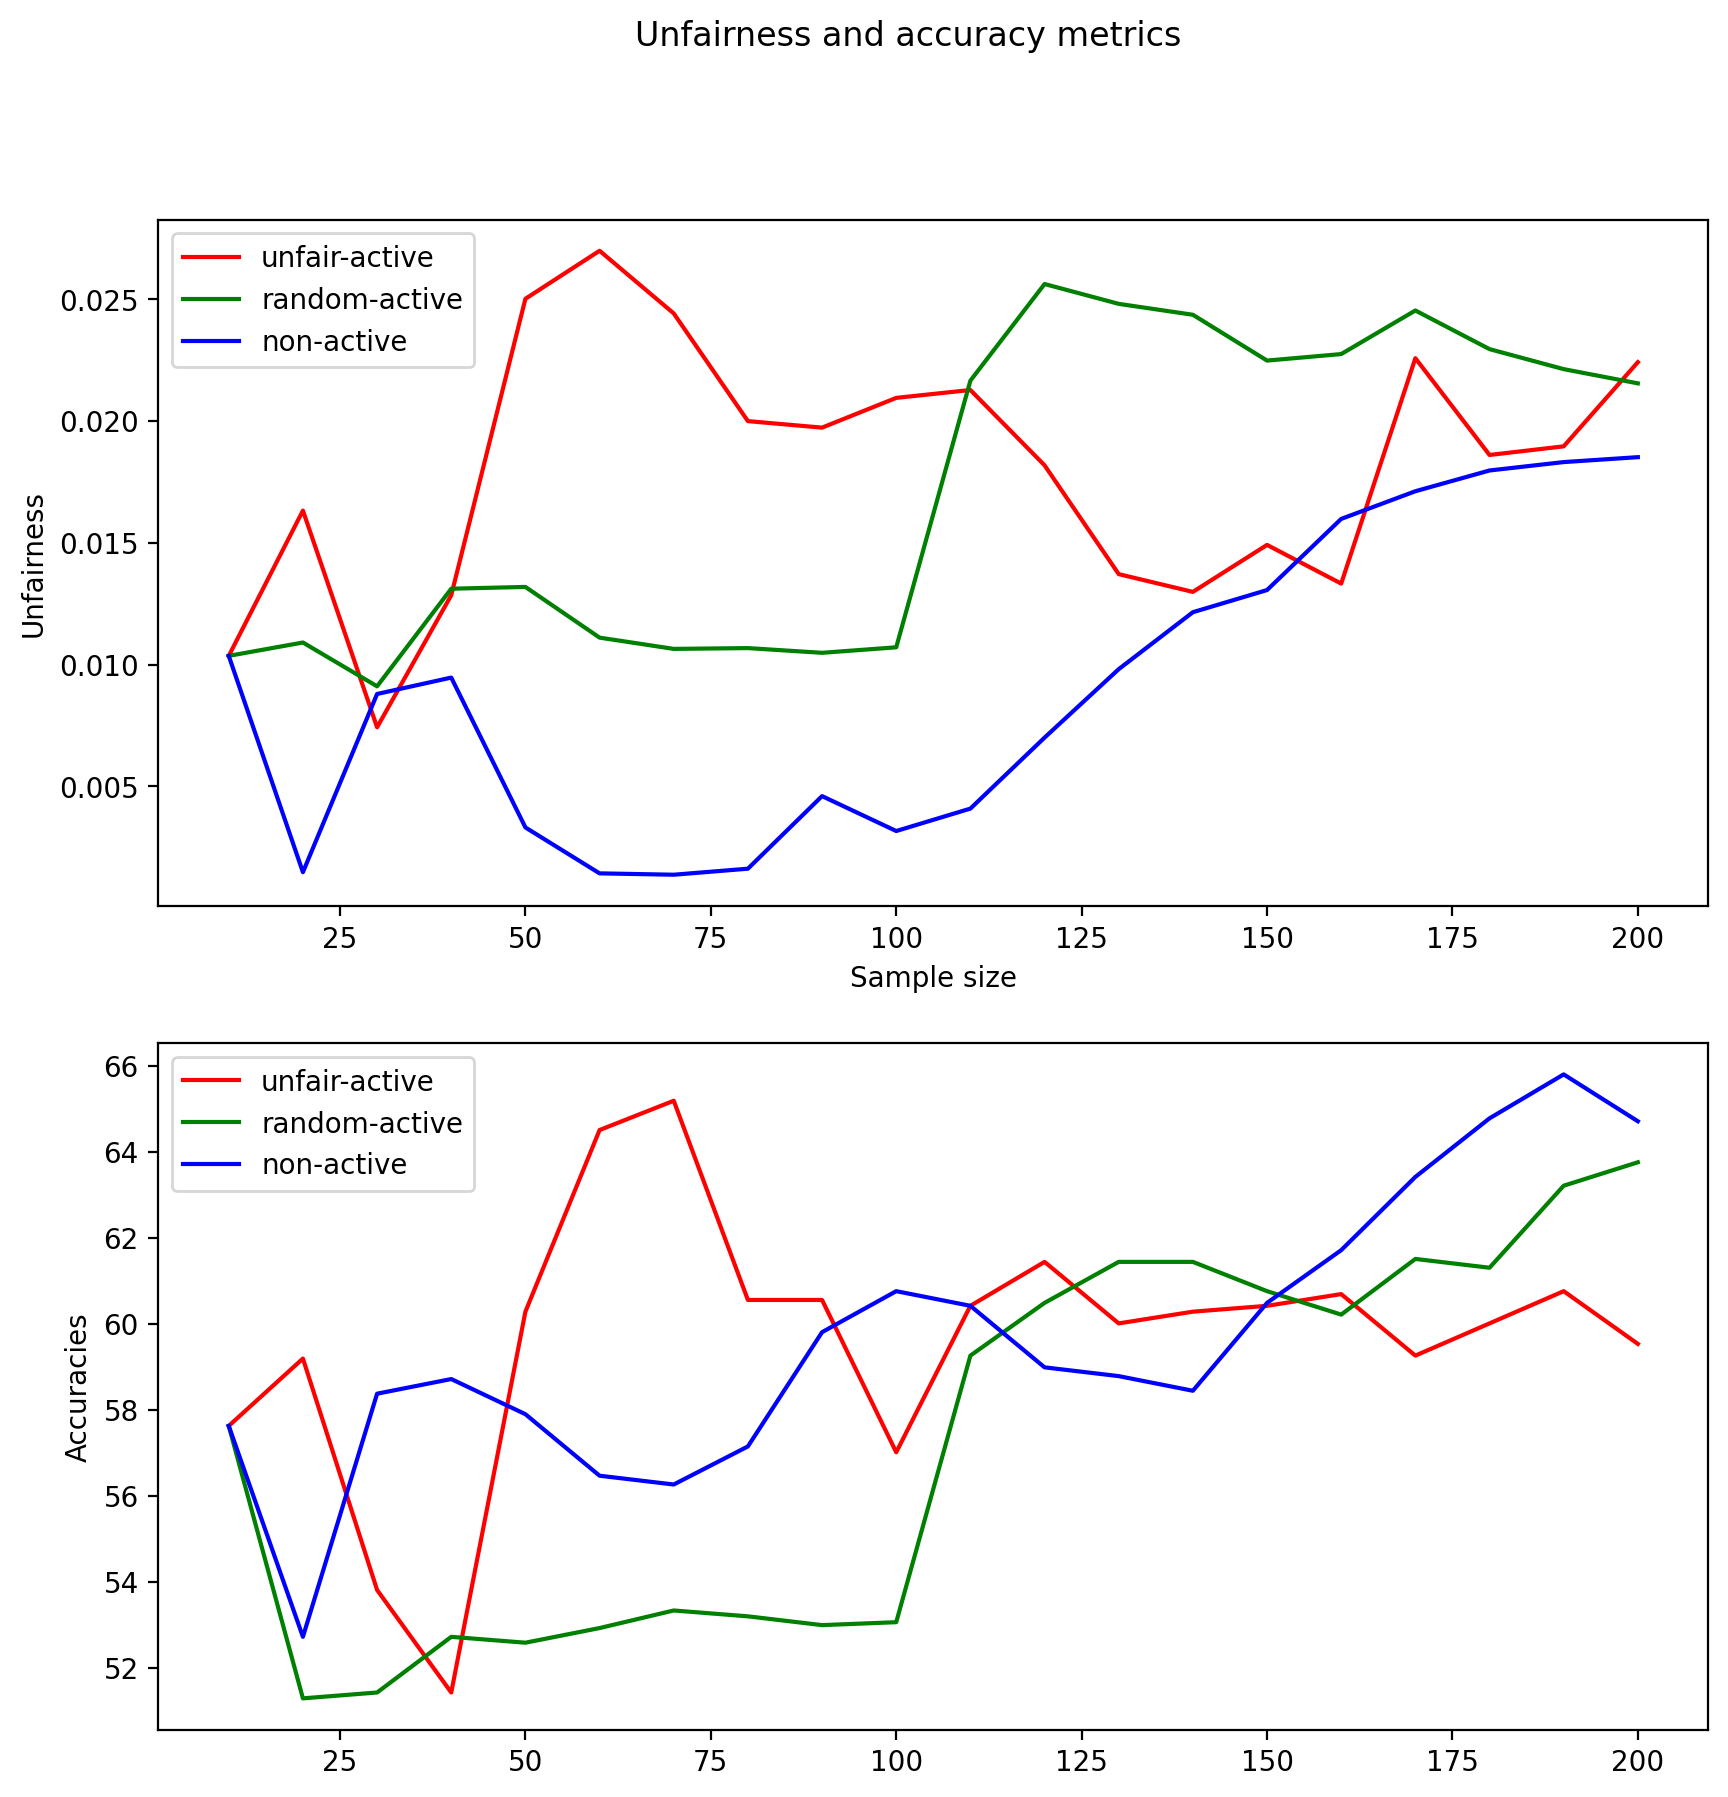 Unfairness and accuracy metrics
unfair-active
random-active
non-active
0.025
0.020
0.015
0.010
0.005
Unfairness
25 50 75 100 125 150 175 200
Sample size
unfair-active
random-active
non-active
66
64
62
60
58
56
54
52
Accuracies
25 50 75 100 125 150 175 200